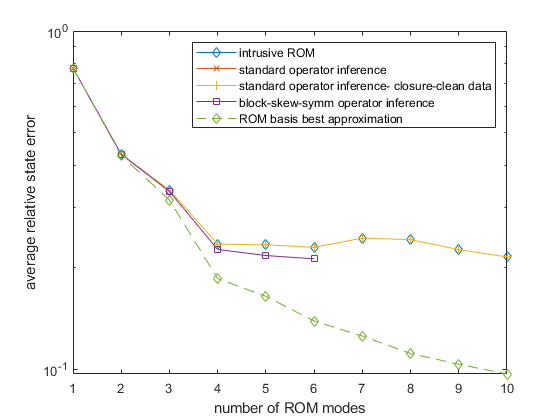 10^0
10^-1
average relative state error
intrusive ROM
standard operator inference
standard operator inference- closure-clean data
block-skew-symm operator inference
ROM basis best approximation
1 2 3 4 5 6 7 8 9 10
number of ROM modes